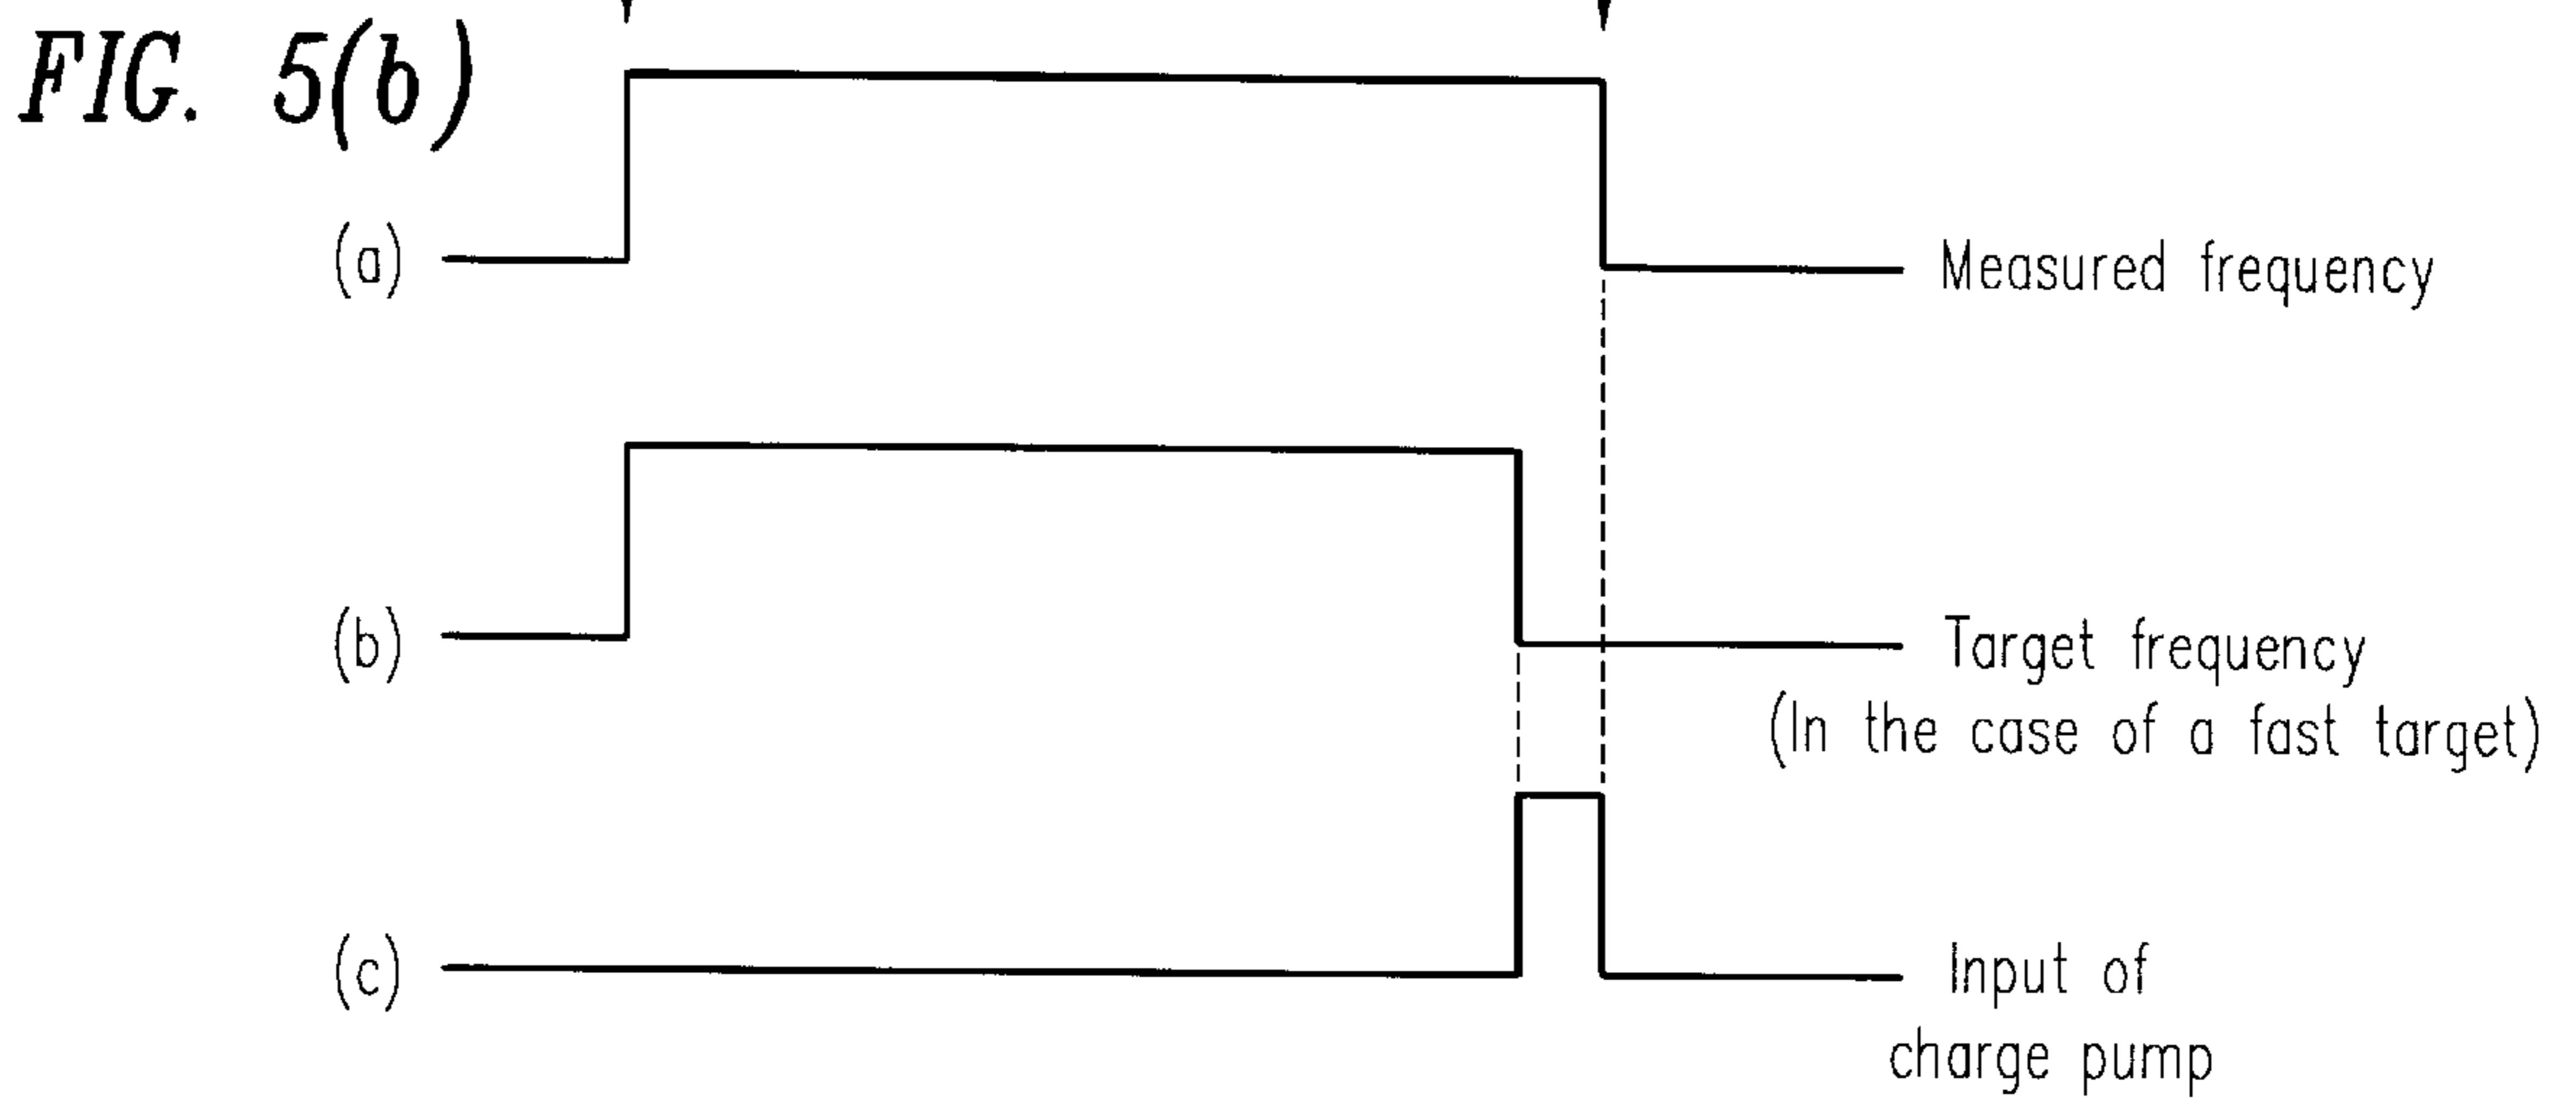 FIG. 5(b)
(a) Measured frequency
(b) Target frequency
(In the case of a fast target)
(c) Input of
charge pump